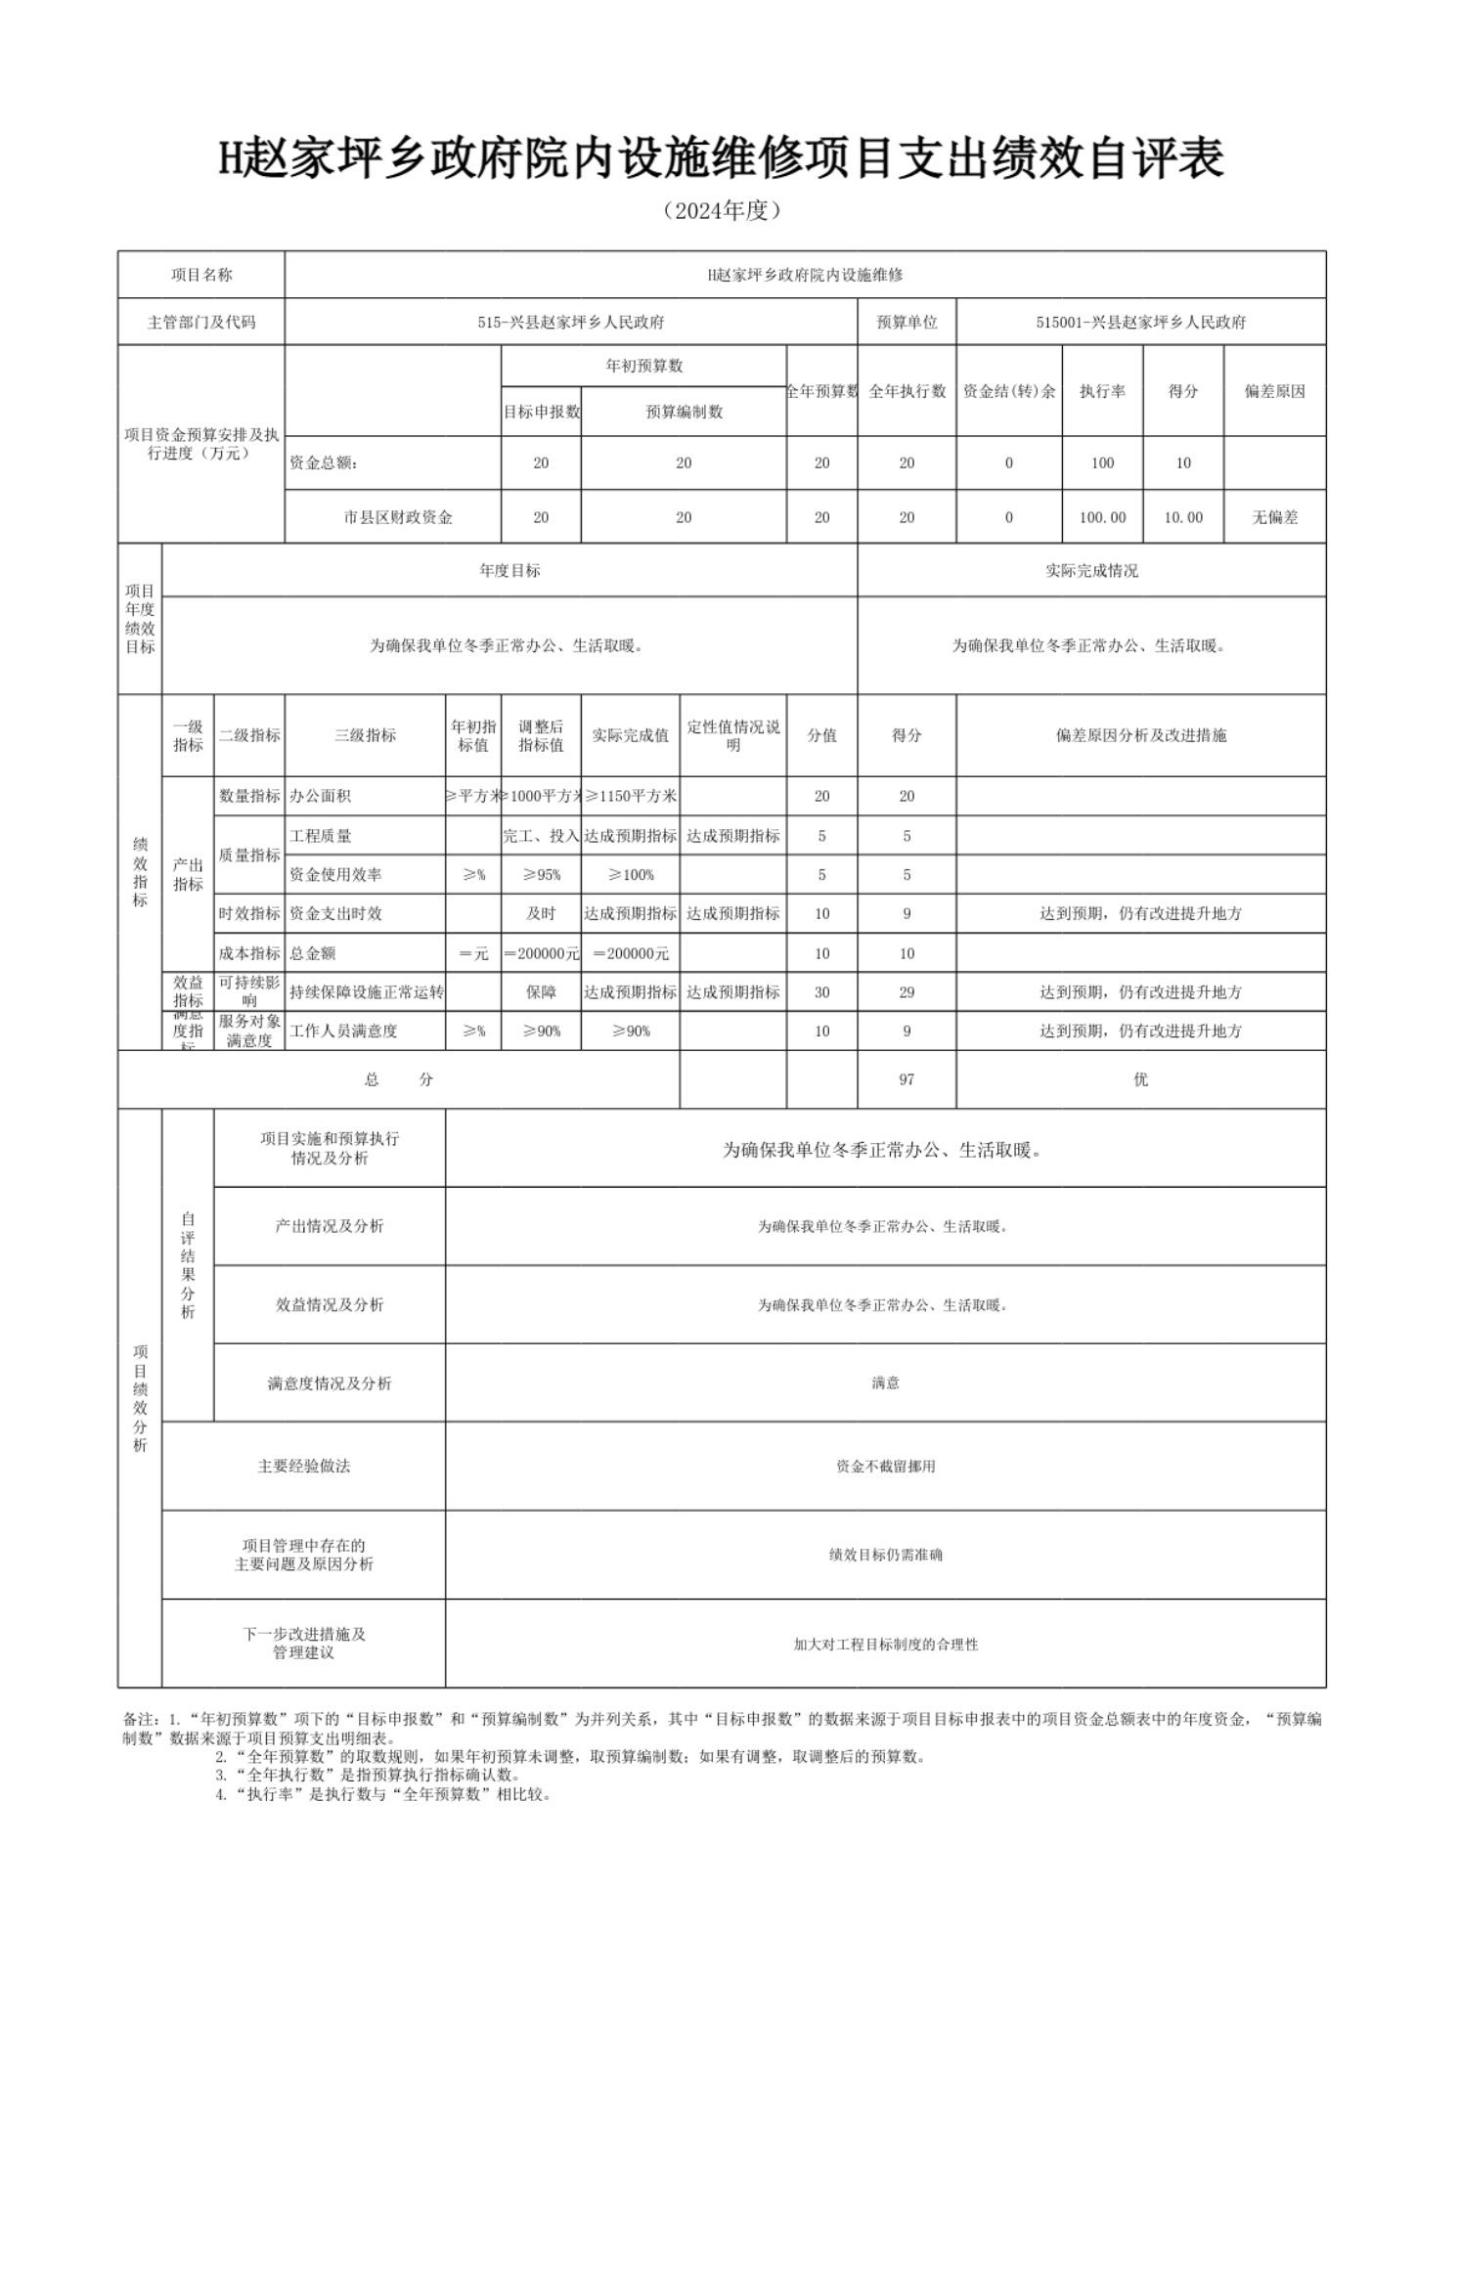 H赵家坪乡政府院内设施维修项目支出绩效自评表
（2024年度）
项目名称 H赵家坪乡政府院内设施维修
主管部门及代码 515-兴县赵家坪乡人民政府 预算单位 515001-兴县赵家坪乡人民政府
项目资金预算安排及执
行进度（万元）
年初预算数
目标申报数 预算编制数
全年预算数 全年执行数 资金结(转)余 执行率 得分 偏差原因
资金总额： 20 20 20 20 0 100 10
市县区财政资金 20 20 20 20 0 100.00 10.00 无偏差
项目
年度
绩效
目标
年度目标 实际完成情况
为确保我单位冬季正常办公、生活取暖。 为确保我单位冬季正常办公、生活取暖。
绩
效
指
标
一级
指标
二级指标 三级指标
年初指
标值
调整后
指标值
实际完成值
定性值情况说
明
分值 得分 偏差原因分析及改进措施
产出
指标
数量指标 办公面积 ≥平方米 ≥1000平方米 ≥1150平方米 20 20
质量指标
工程质量 完工、投入 达成预期指标 达成预期指标 5 5
资金使用效率 ≥% ≥95% ≥100% 5 5
时效指标 资金支出时效 及时 达成预期指标 达成预期指标 10 9 达到预期，仍有改进提升地方
成本指标 总金额 ＝元 ＝200000元 ＝200000元 10 10
效益
指标
可持续影
响
持续保障设施正常运转 保障 达成预期指标 达成预期指标 30 29 达到预期，仍有改进提升地方
满意
度指
标
服务对象
满意度
工作人员满意度 ≥% ≥90% ≥90% 10 9 达到预期，仍有改进提升地方
总 分 97 优
项
目
绩
效
分
析
自
评
结
果
分
析
项目实施和预算执行
情况及分析
为确保我单位冬季正常办公、生活取暖。
产出情况及分析 为确保我单位冬季正常办公、生活取暖。
效益情况及分析 为确保我单位冬季正常办公、生活取暖。
满意度情况及分析 满意
主要经验做法 资金不截留挪用
项目管理中存在的
主要问题及原因分析
绩效目标仍需准确
下一步改进措施及
管理建议
加大对工程目标制度的合理性
备注：1.“年初预算数”项下的“目标申报数”和“预算编制数”为并列关系，其中“目标申报数”的数据来源于项目目标申报表中的项目资金总额表中的年度资金，“预算编
制数”数据来源于项目预算支出明细表。
2.“全年预算数”的取数规则，如果年初预算未调整，取预算编制数；如果有调整，取调整后的预算数。
3.“全年执行数”是指预算执行指标确认数。
4.“执行率”是执行数与“全年预算数”相比较。